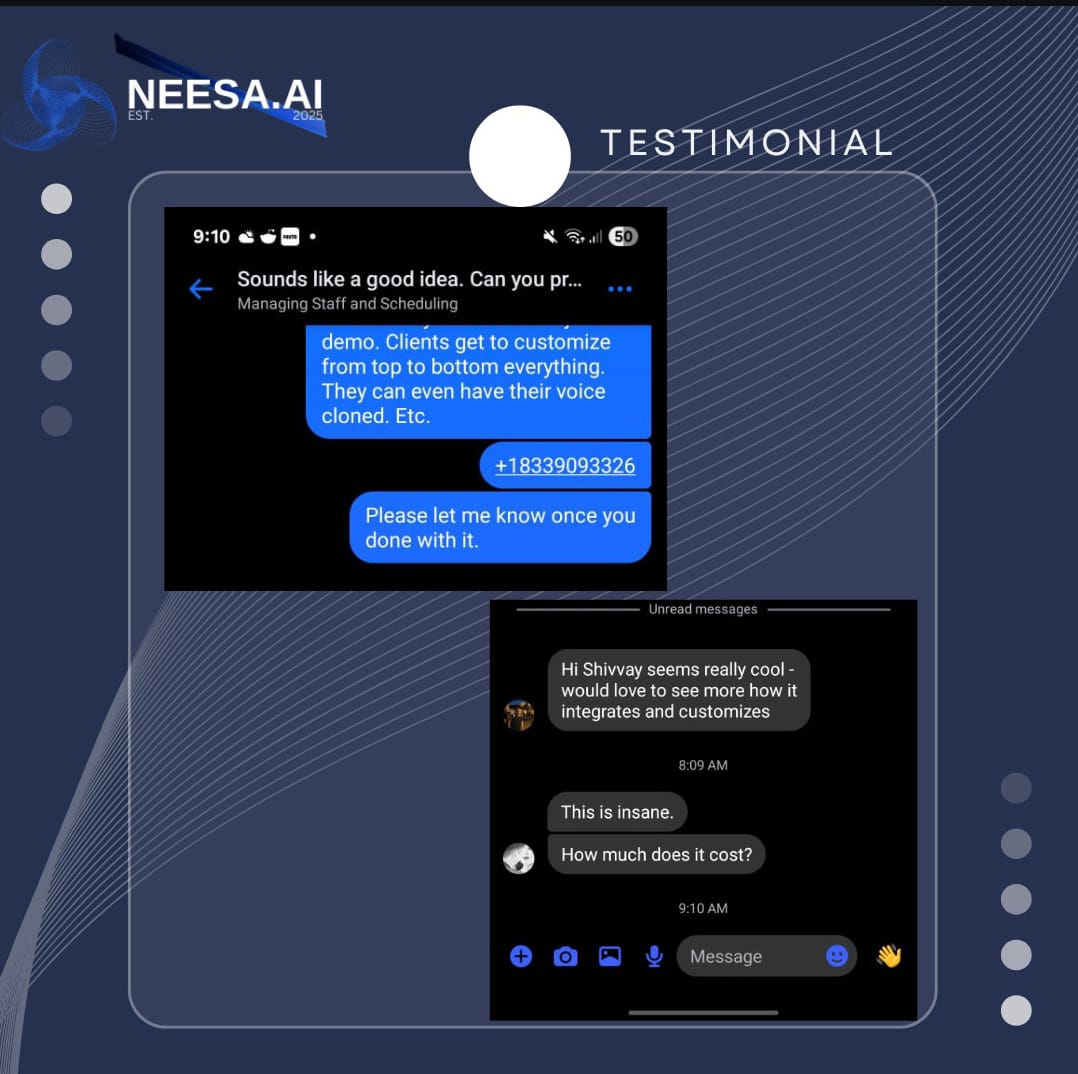 NEESA.AI
EST. 2025
TESTIMONIAL
9:10
50
Sounds like a good idea. Can you pr...
Managing Staff and Scheduling
demo. Clients get to customize
from top to bottom everything.
They can even have their voice
cloned. Etc.
+18339093326
Please let me know once you
done with it.
Unread messages
Hi Shivvay seems really cool -
would love to see more how it
integrates and customizes
8:09 AM
This is insane.
How much does it cost?
9:10 AM
Message